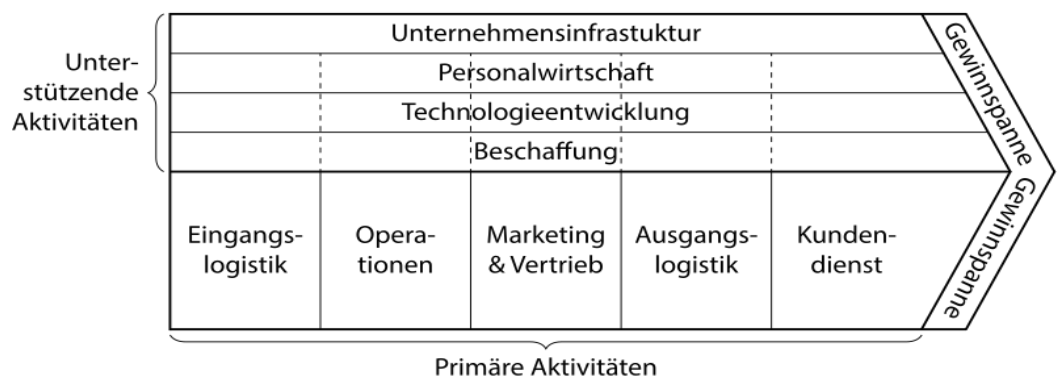 Unternehmensinfrastuktur
Personalwirtschaft
Technologieentwicklung
Beschaffung
Unter-
stützende
Aktivitäten
Gewinnspanne
Gewinnspanne
Eingangs-
logistik
Opera-
tionen
Marketing
& Vertrieb
Ausgangs-
logistik
Kunden-
dienst
Primäre Aktivitäten